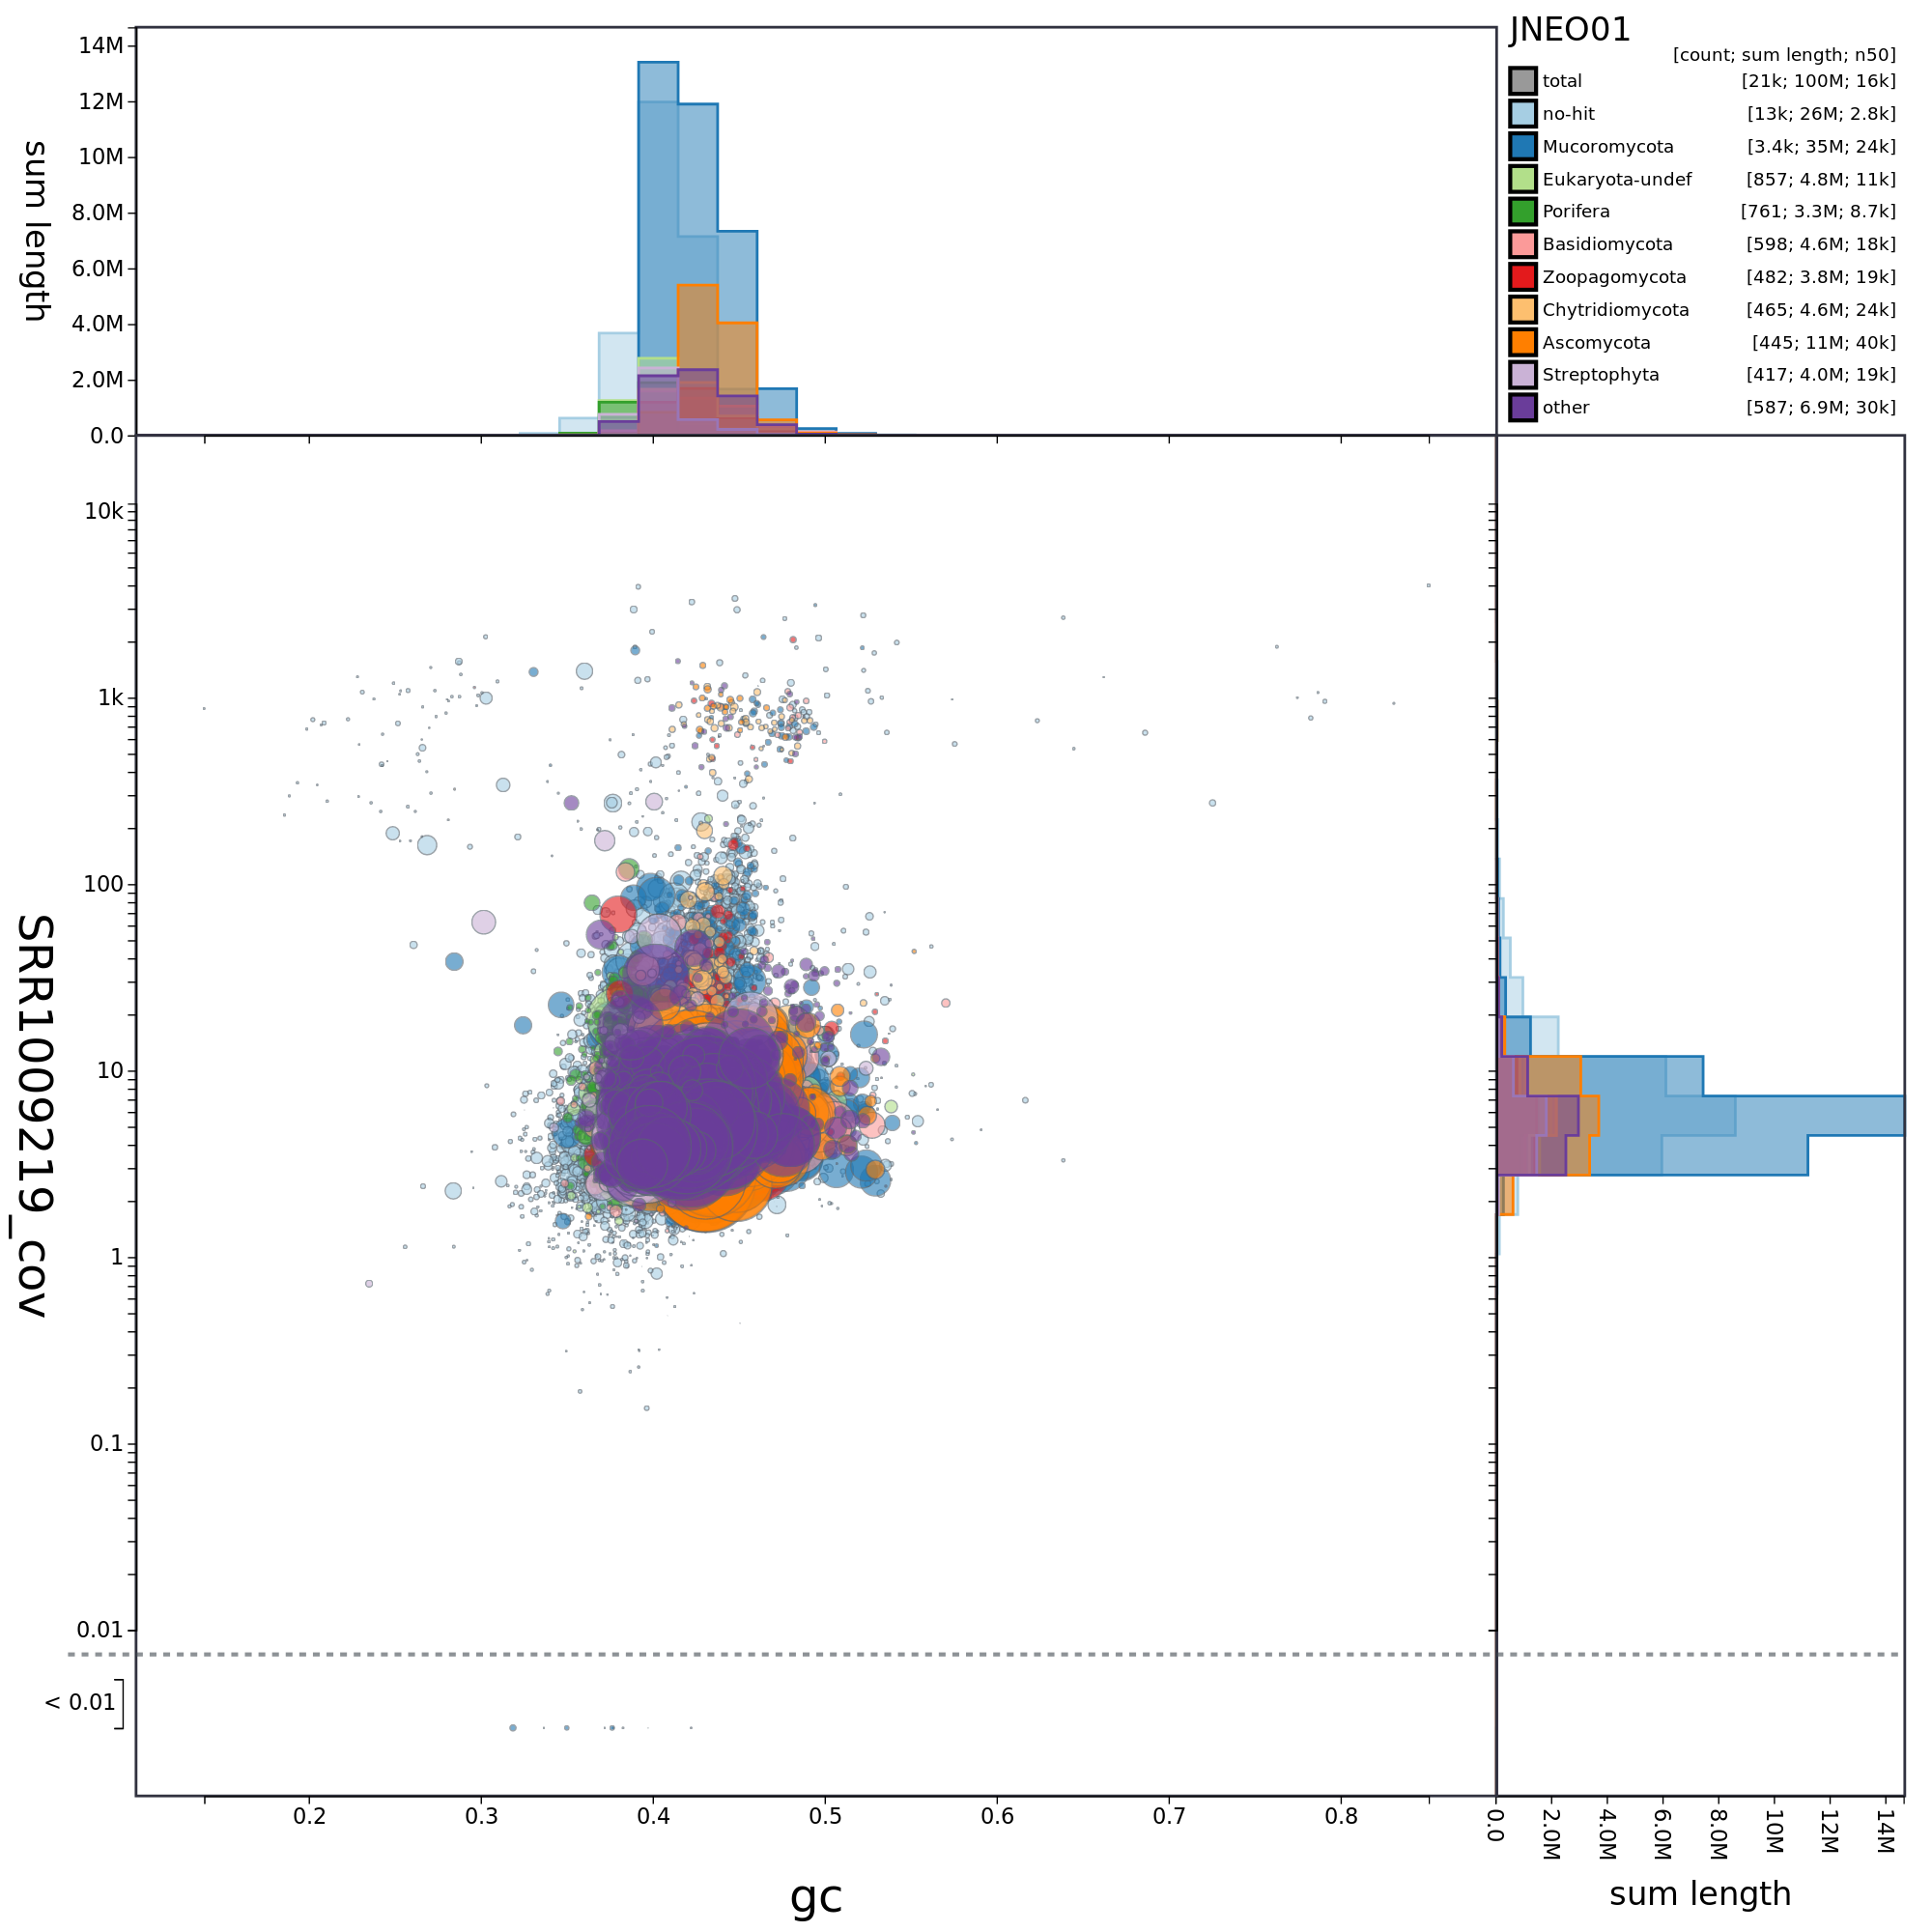 JNEO01
[count; sum length; n50]
total [21k; 100M; 16k]
no-hit [13k; 26M; 2.8k]
Mucoromycota [3.4k; 35M; 24k]
Eukaryota-undef [857; 4.8M; 11k]
Porifera [761; 3.3M; 8.7k]
Basidiomycota [598; 4.6M; 18k]
Zoopagomycota [482; 3.8M; 19k]
Chytridiomycota [465; 4.6M; 24k]
Ascomycota [445; 11M; 40k]
Streptophyta [417; 4.0M; 19k]
other [587; 6.9M; 30k]
sum length
14M
12M
10M
8.0M
6.0M
4.0M
2.0M
0.0
SRR1009219_cov
10k
1k
100
10
1
0.1
0.01
< 0.01
0.2 0.3 0.4 0.5 0.6 0.7 0.8
gc
0.0 2.0M 4.0M 6.0M 8.0M 10M 12M 14M
sum length